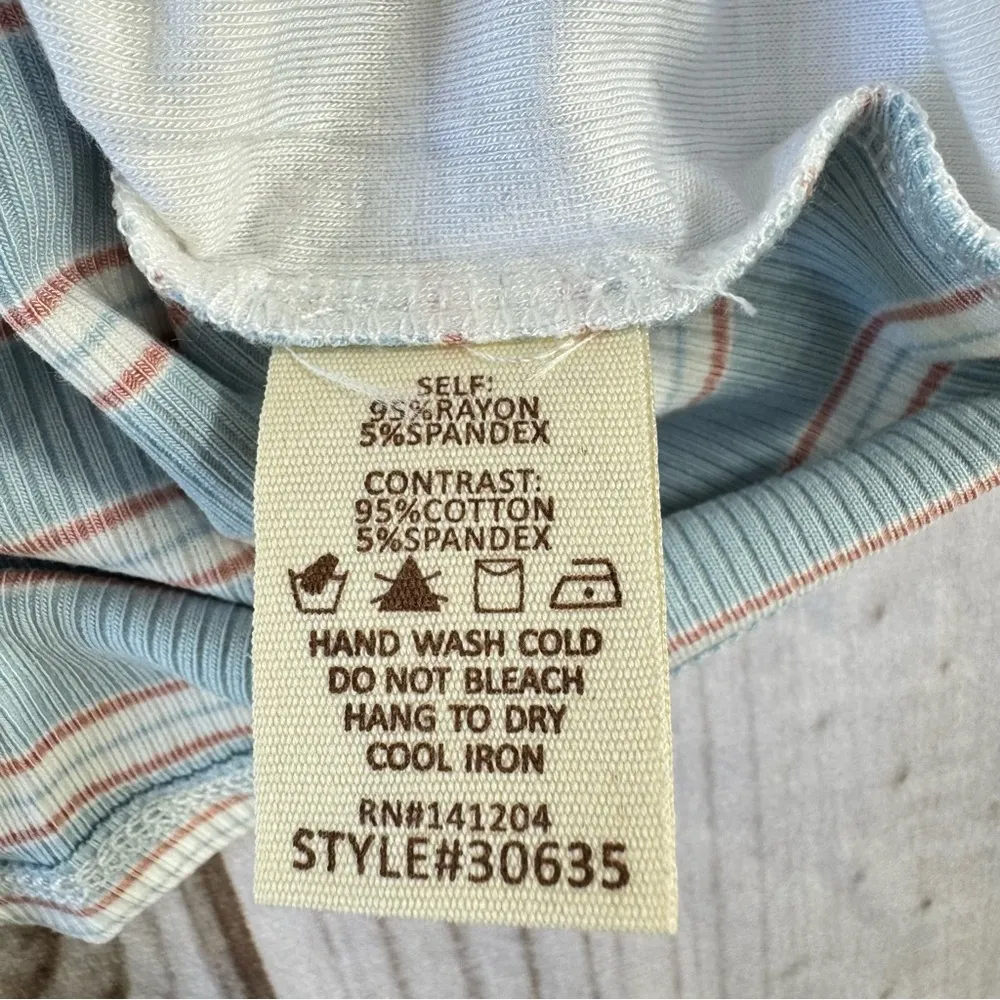 SELF:
95%RAYON
5%SPANDEX
CONTRAST:
95%COTTON
5%SPANDEX
HAND WASH COLD
DO NOT BLEACH
HANG TO DRY
COOL IRON
RN#141204
STYLE#30635